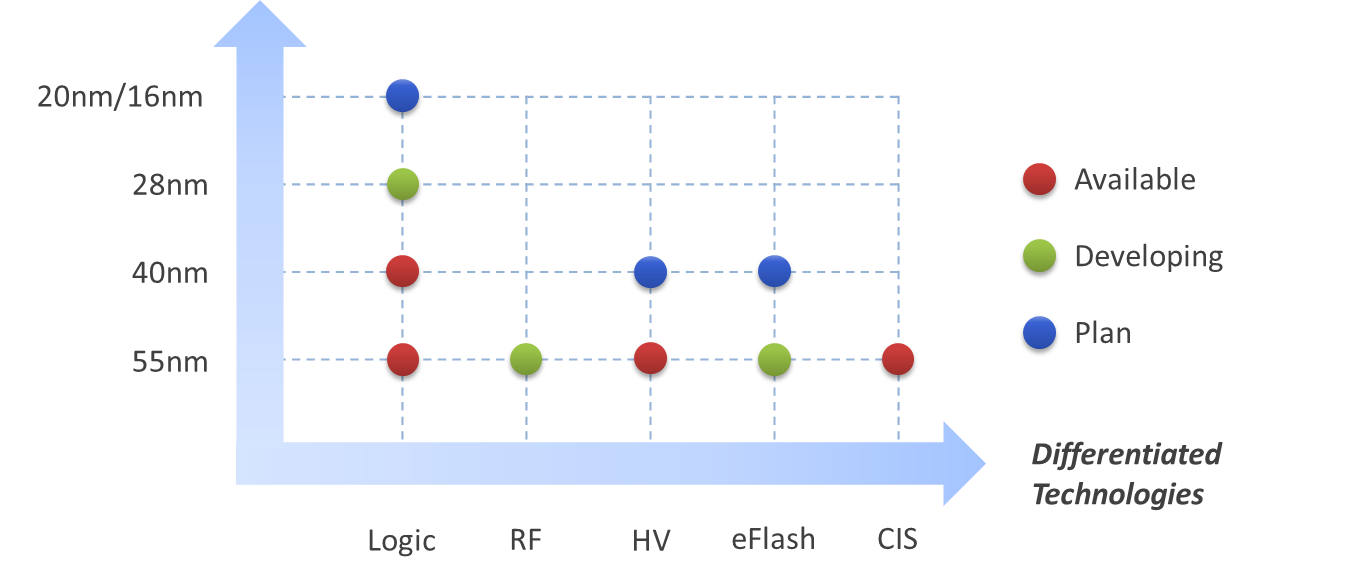 20nm/16nm
28nm
40nm
55nm
Available
Developing
Plan
Differentiated
Technologies
Logic
RF
HV
eFlash
CIS